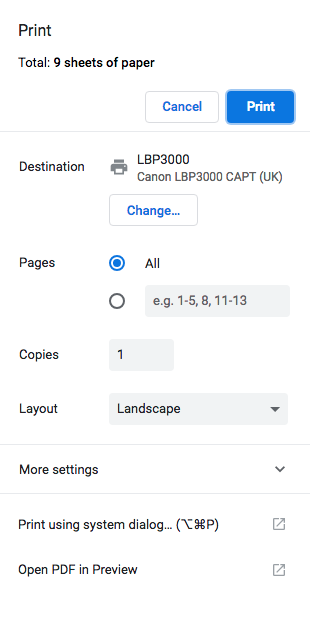 Print
Total: 9 sheets of paper
Cancel
Print
Destination
LBP3000
Canon LBP3000 CAPT (UK)
Change...
Pages
All
e.g. 1-5, 8, 11-13
Copies
1
Layout
Landscape
More settings
Print using system dialog... (⌥⌘P)
Open PDF in Preview